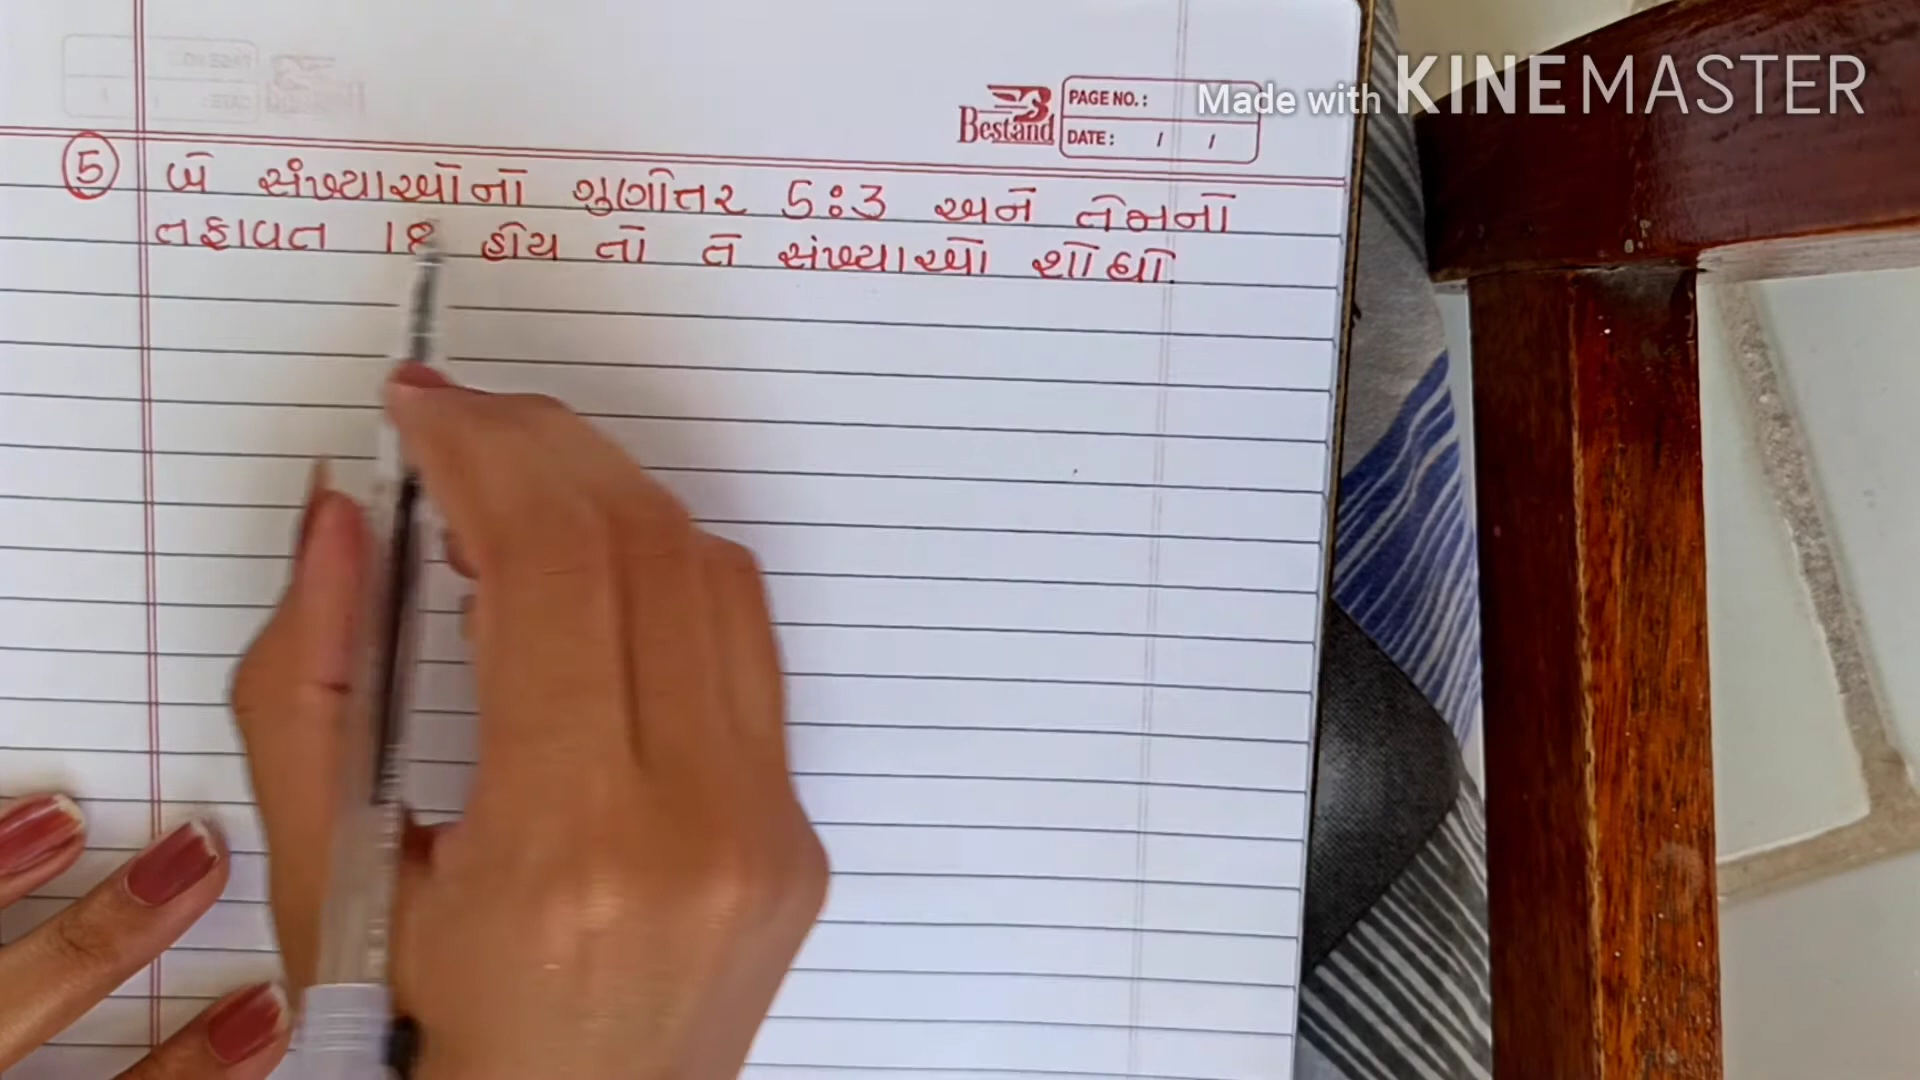 Made with KINEMASTER
Bestand
PAGE NO. :
DATE : / /
5 બે સંખ્યાઓનો ગુણોત્તર 5:3 અને તેમનો
તફાવત 18 હોય તો તે સંખ્યાઓ શોધો.